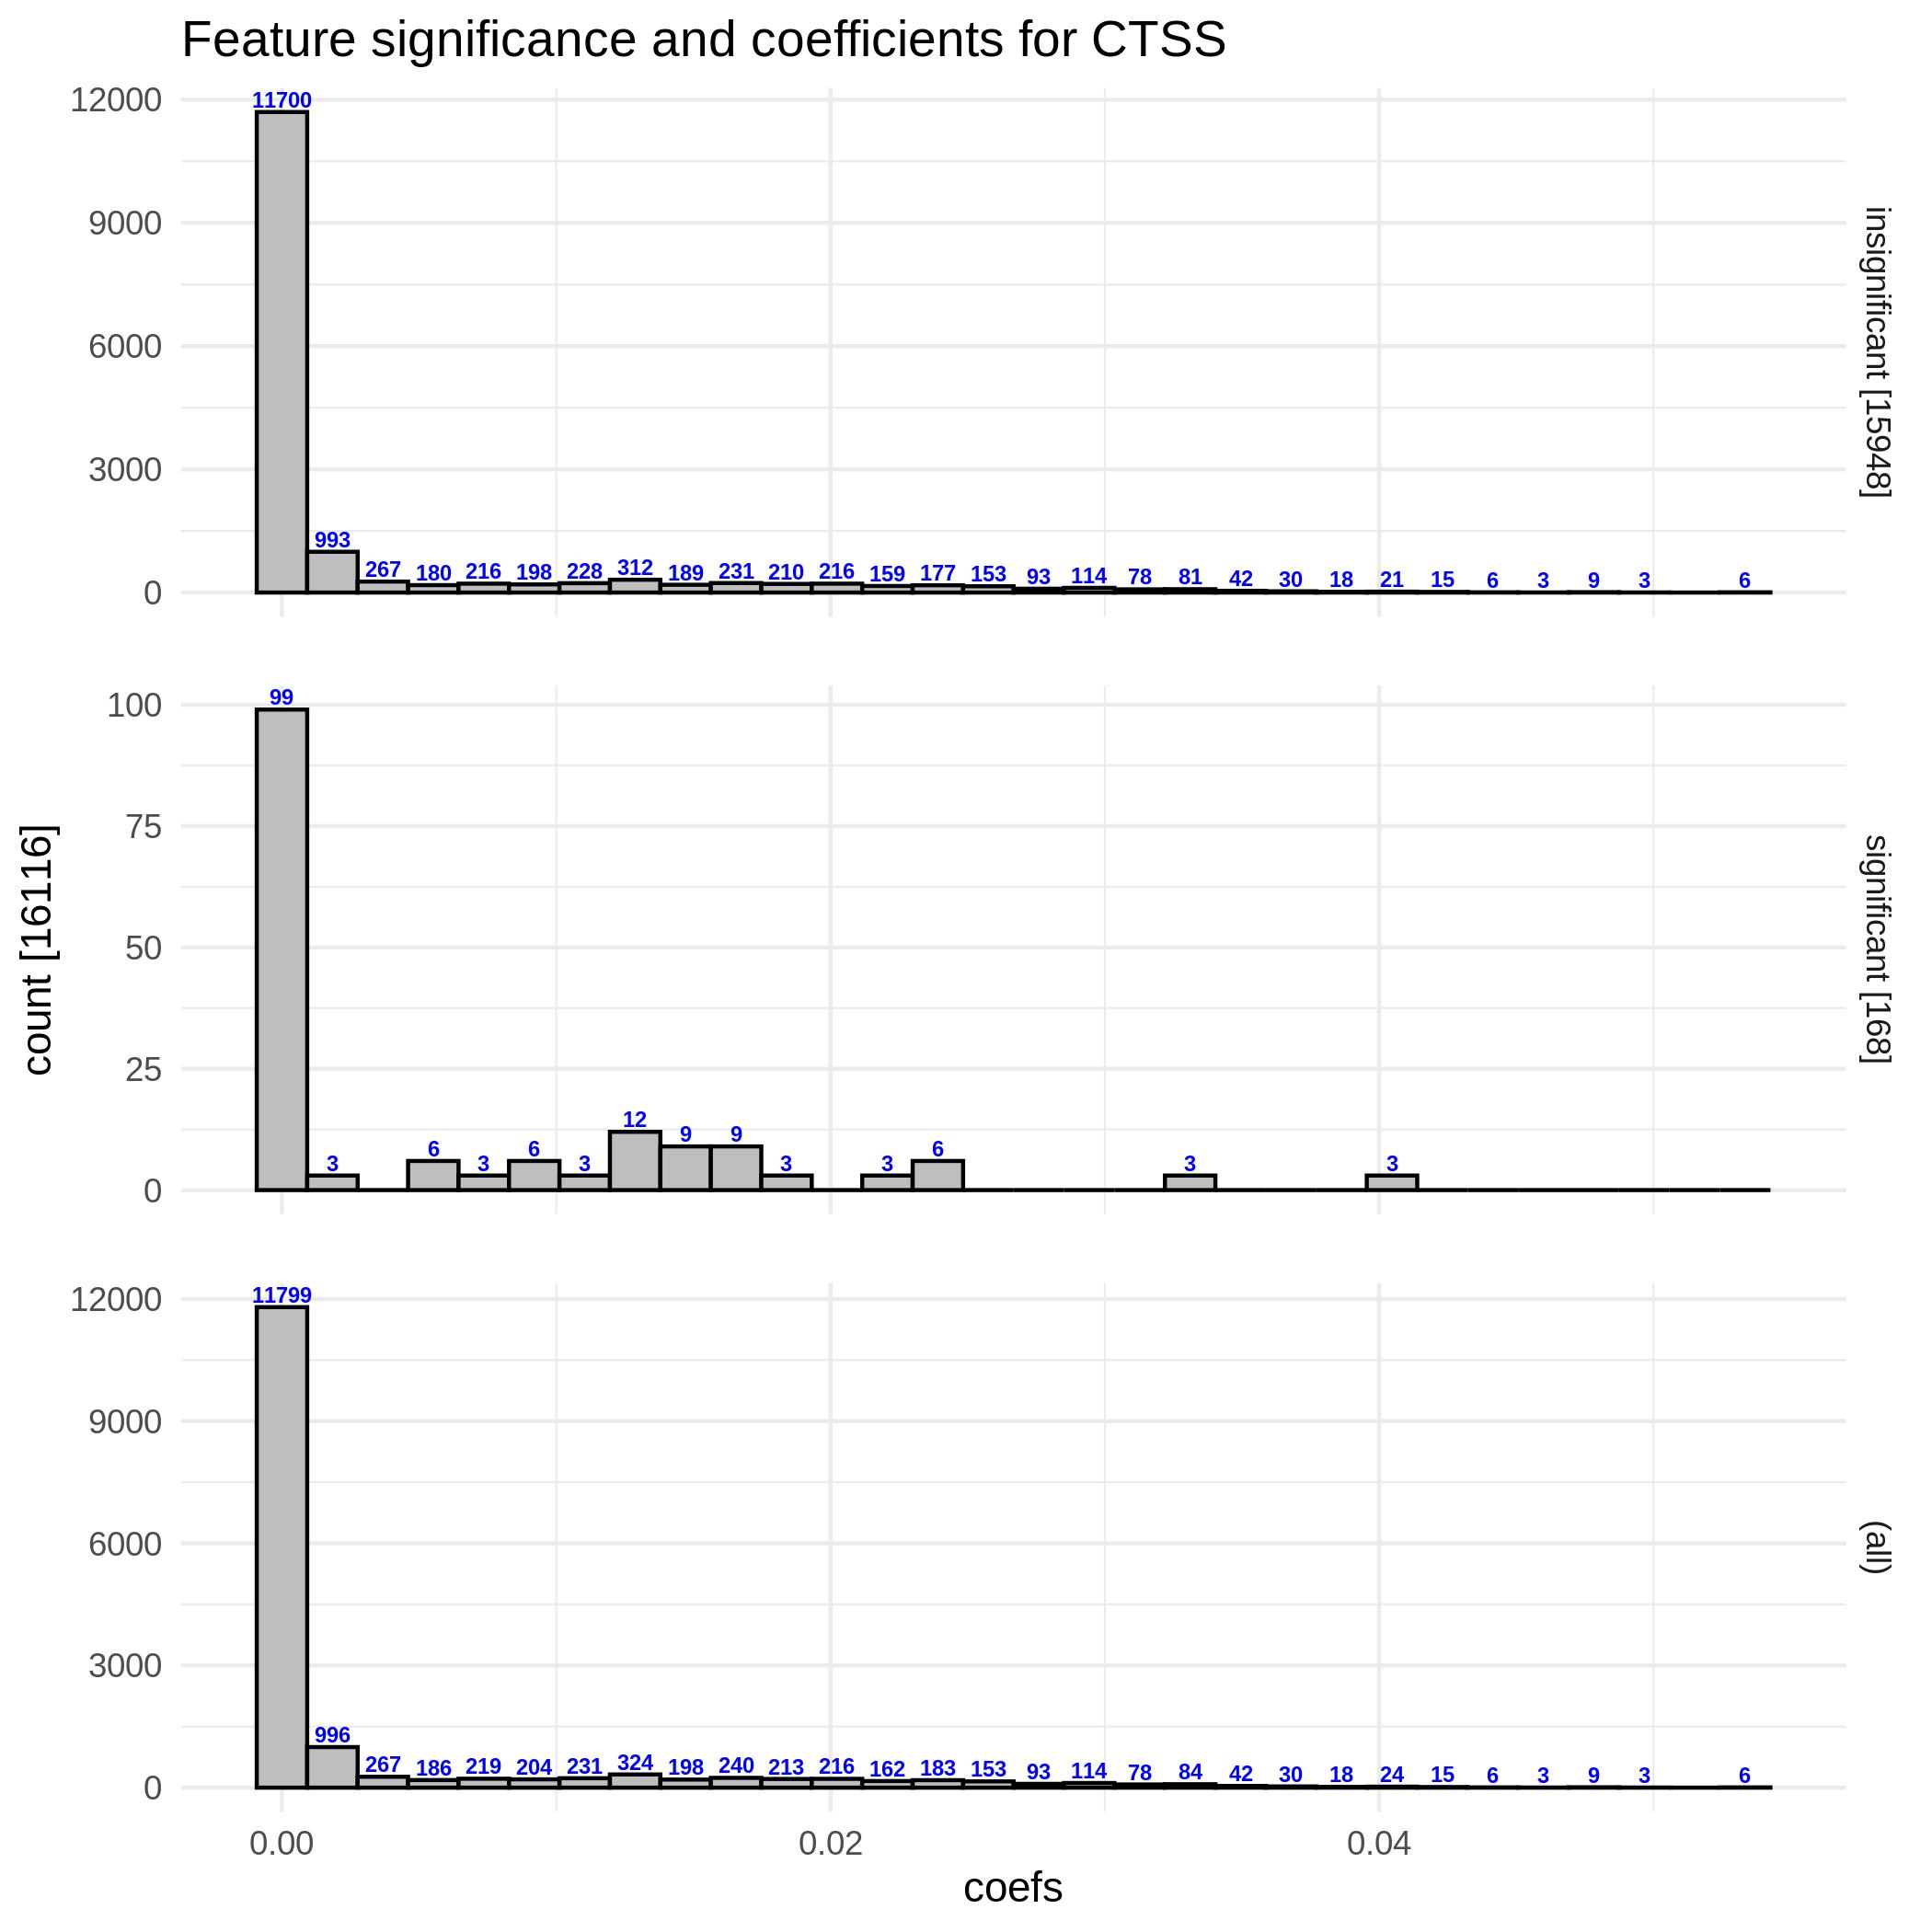 Feature significance and coefficients for CTSS
12000
9000
6000
3000
0
11700
993 267 180 216 198 228 312 189 231 210 216 159 177 153 93 114 78 81 42 30 18 21 15 6 3 9 3 6
insignificant [15948]
count [16116]
100
75
50
25
0
99
3 6 3 6 3 12 9 9 3 3 6 3 3
significant [168]
12000
9000
6000
3000
0
11799
996 267 186 219 204 231 324 198 240 213 216 162 183 153 93 114 78 84 42 30 18 24 15 6 3 9 3 6
(all)
0.00 0.02 0.04
coefs